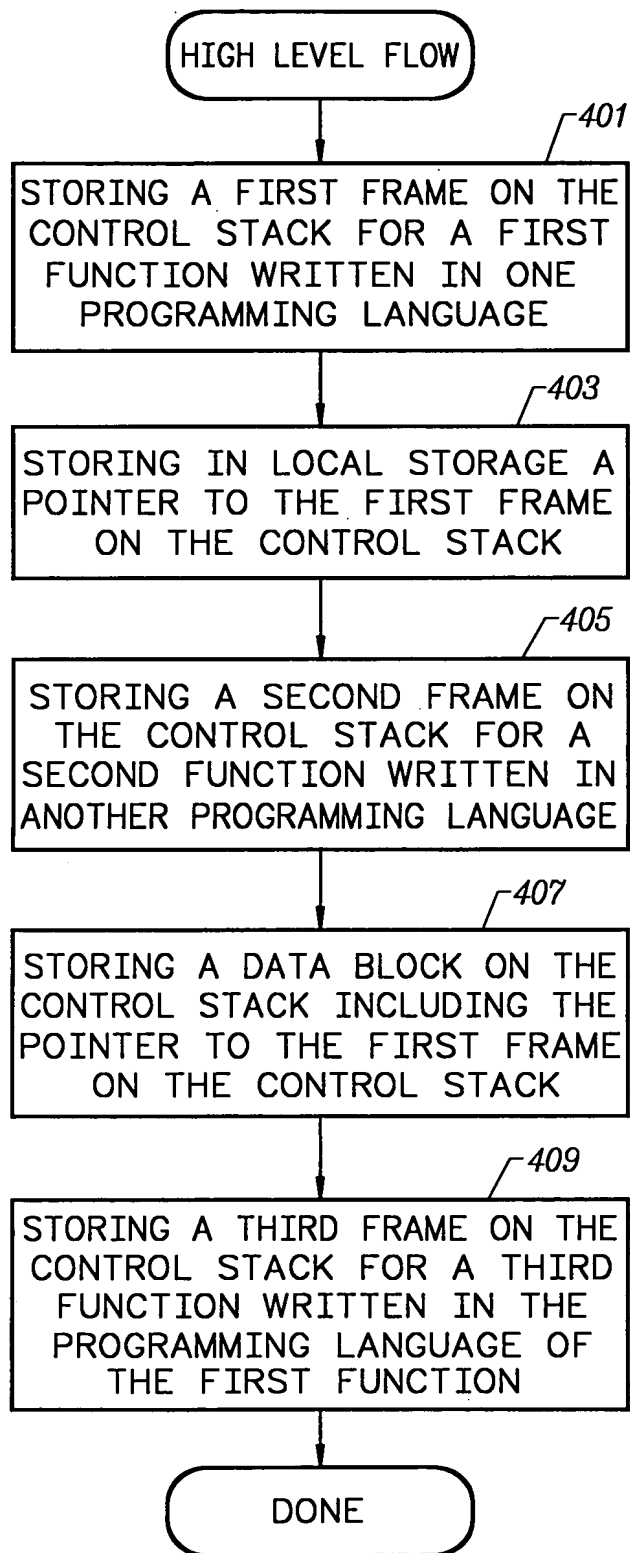 HIGH LEVEL FLOW
401
STORING A FIRST FRAME ON THE
CONTROL STACK FOR A FIRST
FUNCTION WRITTEN IN ONE
PROGRAMMING LANGUAGE
403
STORING IN LOCAL STORAGE A
POINTER TO THE FIRST FRAME
ON THE CONTROL STACK
405
STORING A SECOND FRAME ON
THE CONTROL STACK FOR A
SECOND FUNCTION WRITTEN IN
ANOTHER PROGRAMMING LANGUAGE
407
STORING A DATA BLOCK ON THE
CONTROL STACK INCLUDING THE
POINTER TO THE FIRST FRAME
ON THE CONTROL STACK
409
STORING A THIRD FRAME ON THE
CONTROL STACK FOR A THIRD
FUNCTION WRITTEN IN THE
PROGRAMMING LANGUAGE OF
THE FIRST FUNCTION
DONE